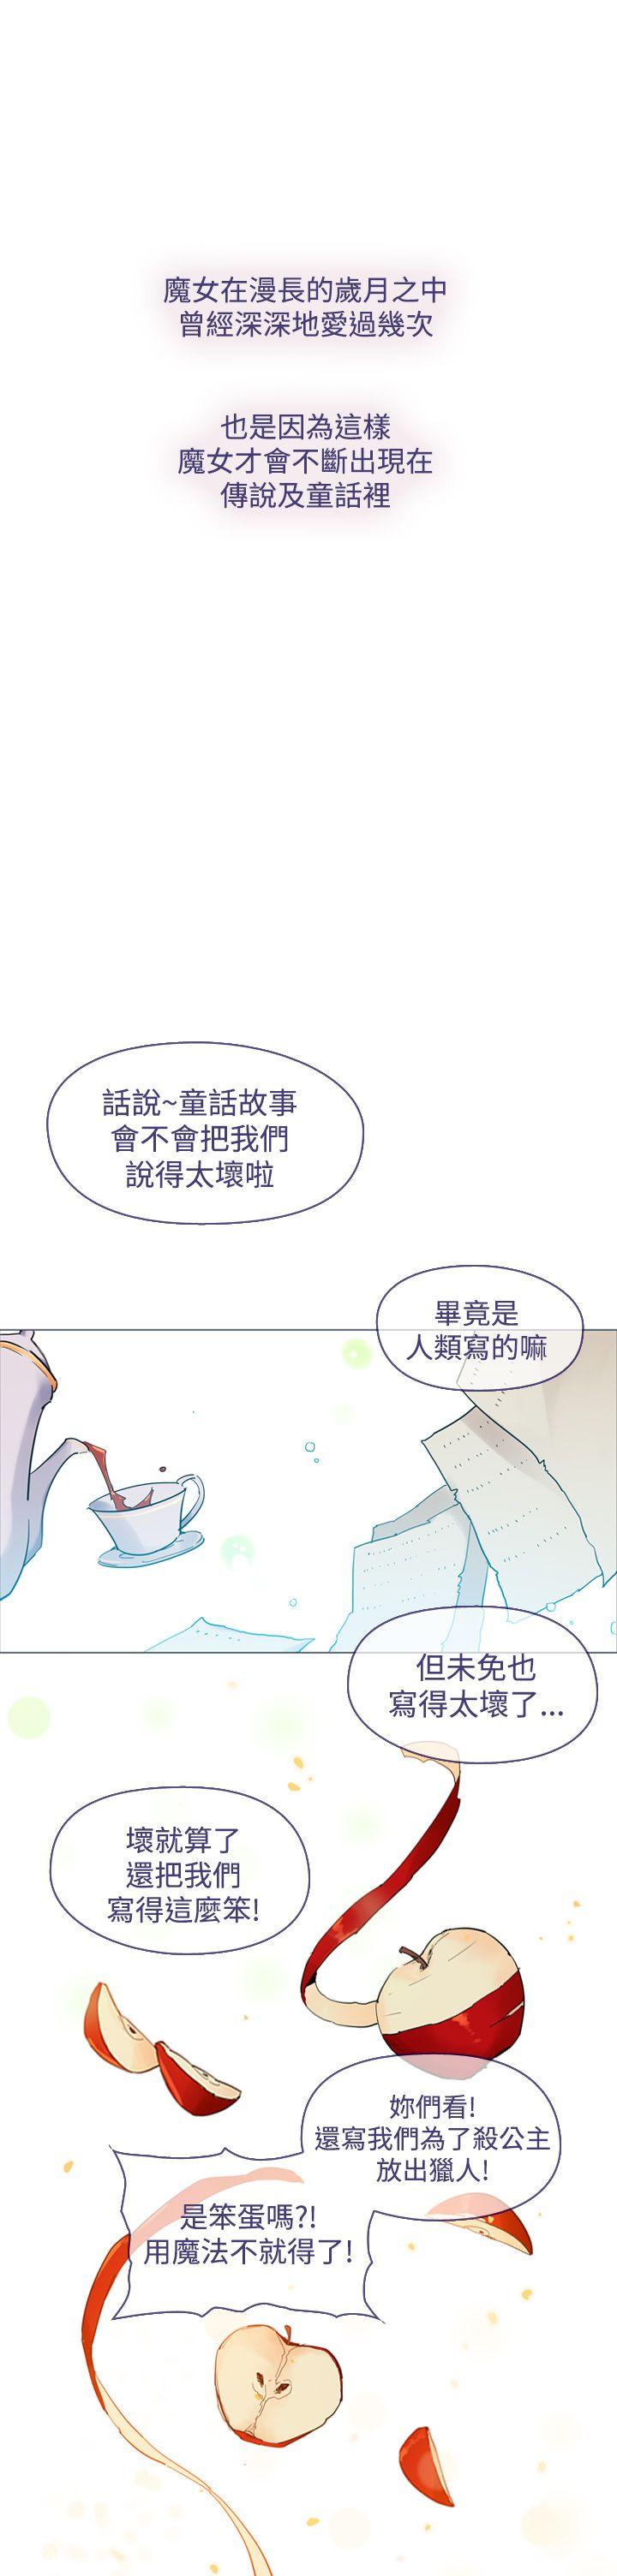 魔女在漫長的歲月之中
曾經深深地愛過幾次
也是因為這樣
魔女才會不斷出現在
傳說及童話裡
話說~童話故事
會不會把我們
說得太壞啦
畢竟是
人類寫的嘛
但未免也
寫得太壞了...
壞就算了
還把我們
寫得這麼笨!
妳們看!
還寫我們為了殺公主
放出獵人!
是笨蛋嗎?!
用魔法不就得了!